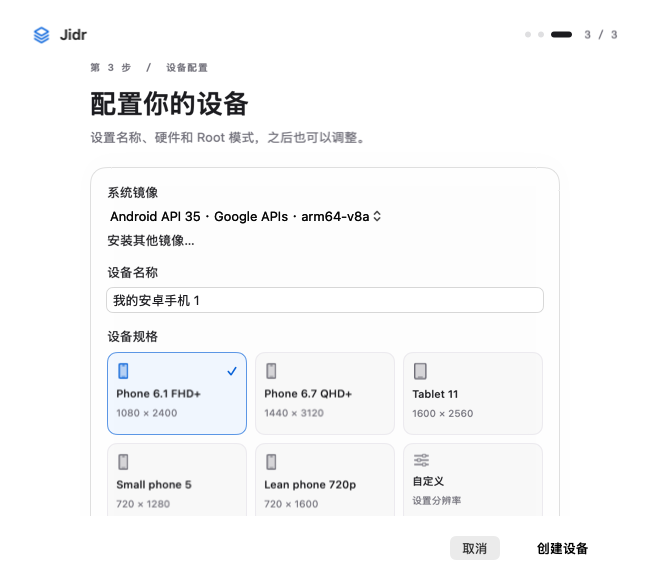 Jidr
3 / 3
第 3 步 / 设备配置
配置你的设备
设置名称、硬件和 Root 模式，之后也可以调整。
系统镜像
Android API 35 · Google APIs · arm64-v8a
安装其他镜像...
设备名称
我的安卓手机 1
设备规格
Phone 6.1 FHD+
1080 × 2400
Phone 6.7 QHD+
1440 × 3120
Tablet 11
1600 × 2560
Small phone 5
720 × 1280
Lean phone 720p
720 × 1600
自定义
设置分辨率
取消
创建设备